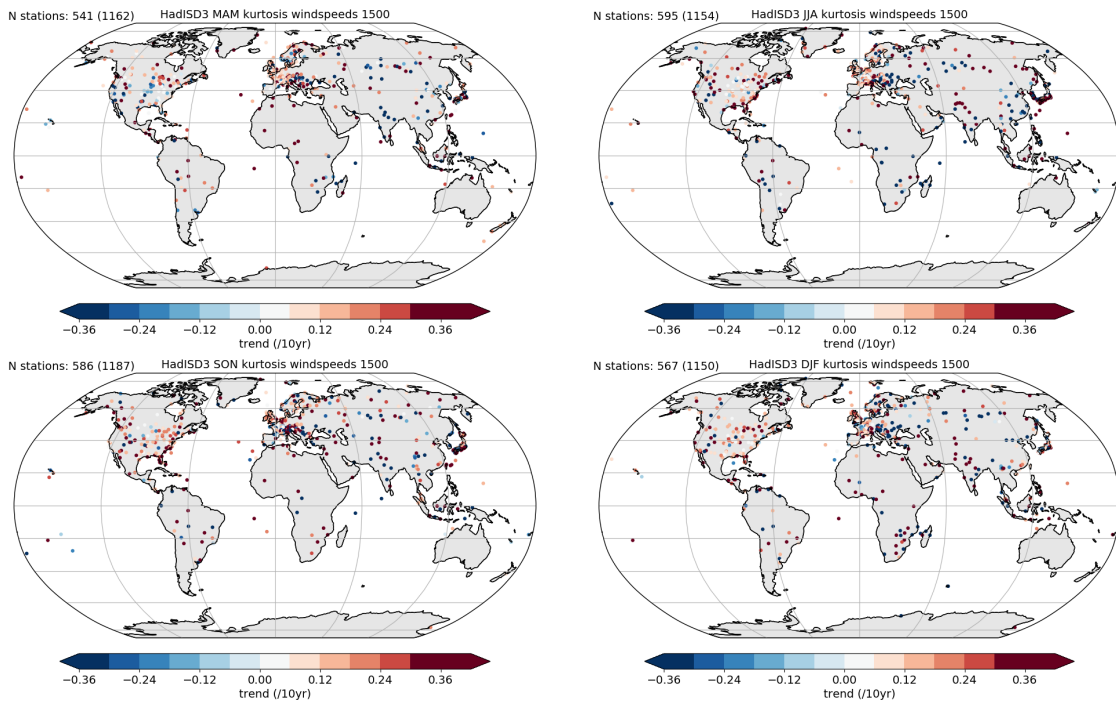 N stations: 541 (1162)
HadISD3 MAM kurtosis windspeeds 1500
−0.36 −0.24 −0.12 0.00 0.12 0.24 0.36
trend (/10yr)
N stations: 595 (1154)
HadISD3 JJA kurtosis windspeeds 1500
−0.36 −0.24 −0.12 0.00 0.12 0.24 0.36
trend (/10yr)
N stations: 586 (1187)
HadISD3 SON kurtosis windspeeds 1500
−0.36 −0.24 −0.12 0.00 0.12 0.24 0.36
trend (/10yr)
N stations: 567 (1150)
HadISD3 DJF kurtosis windspeeds 1500
−0.36 −0.24 −0.12 0.00 0.12 0.24 0.36
trend (/10yr)